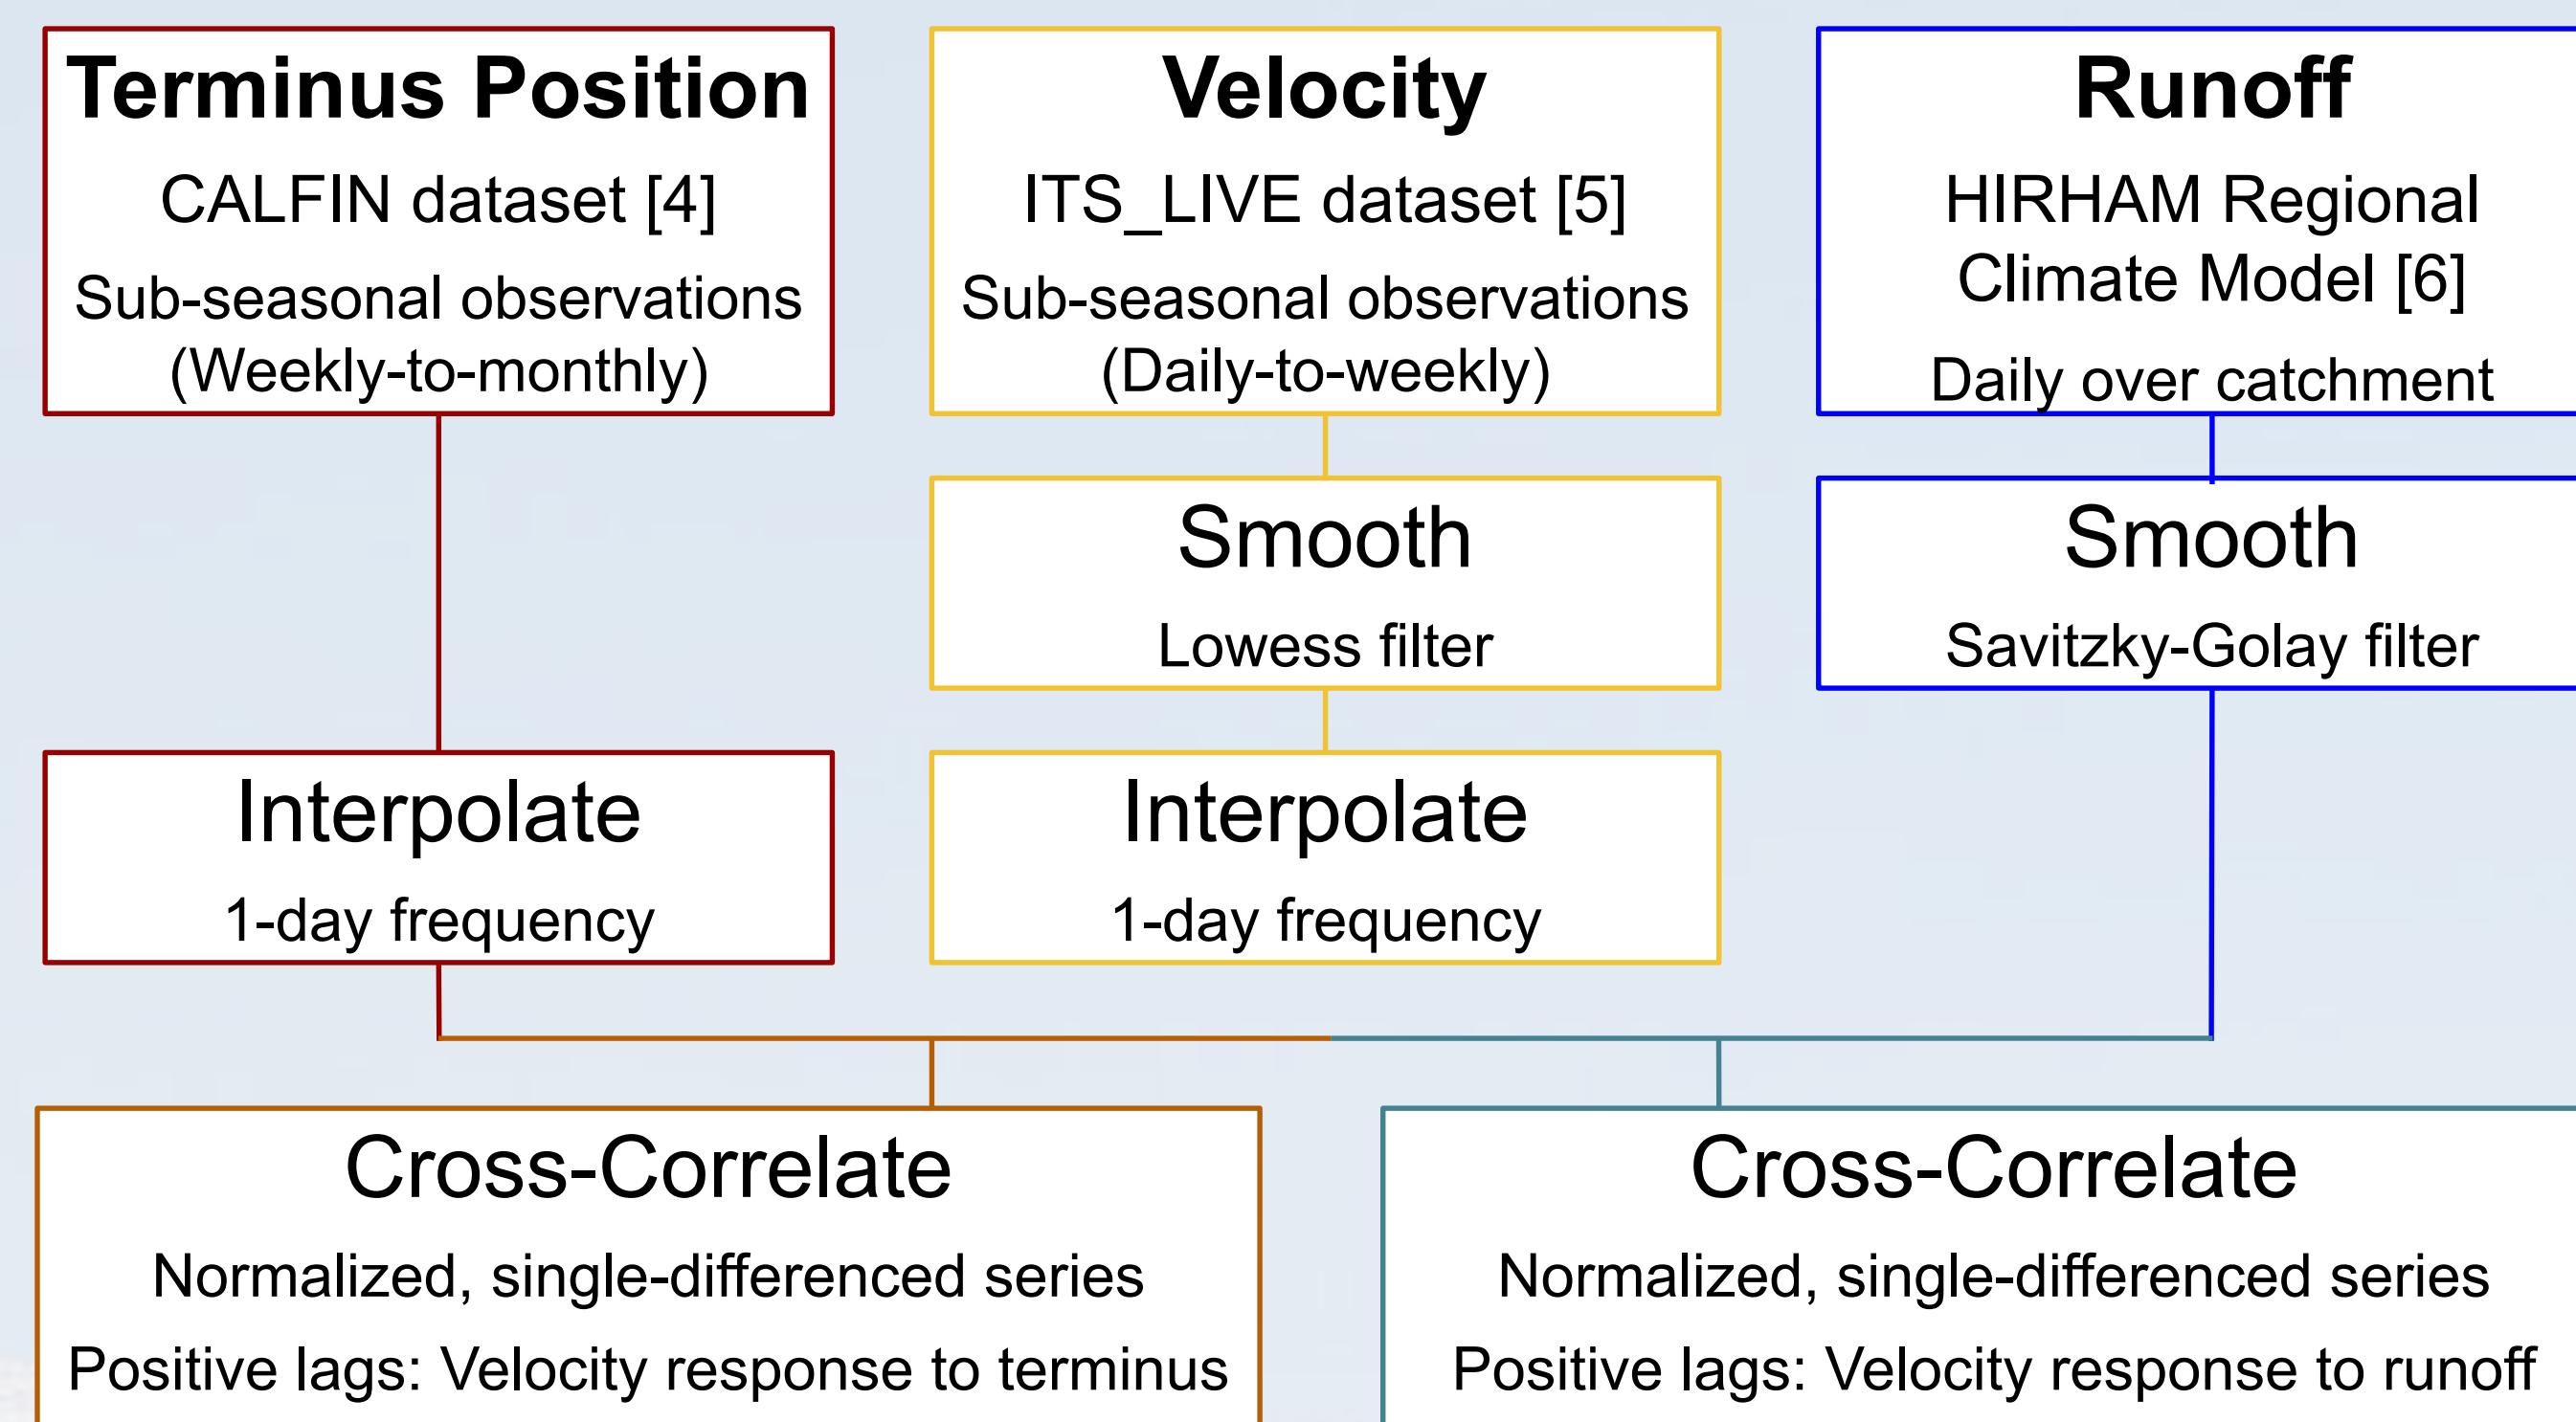 Terminus Position
CALFIN dataset [4]
Sub-seasonal observations
(Weekly-to-monthly)
Velocity
ITS_LIVE dataset [5]
Sub-seasonal observations
(Daily-to-weekly)
Runoff
HIRHAM Regional
Climate Model [6]
Daily over catchment
Smooth
Lowess filter
Smooth
Savitzky-Golay filter
Interpolate
1-day frequency
Interpolate
1-day frequency
Cross-Correlate
Normalized, single-differenced series
Positive lags: Velocity response to terminus
Cross-Correlate
Normalized, single-differenced series
Positive lags: Velocity response to runoff